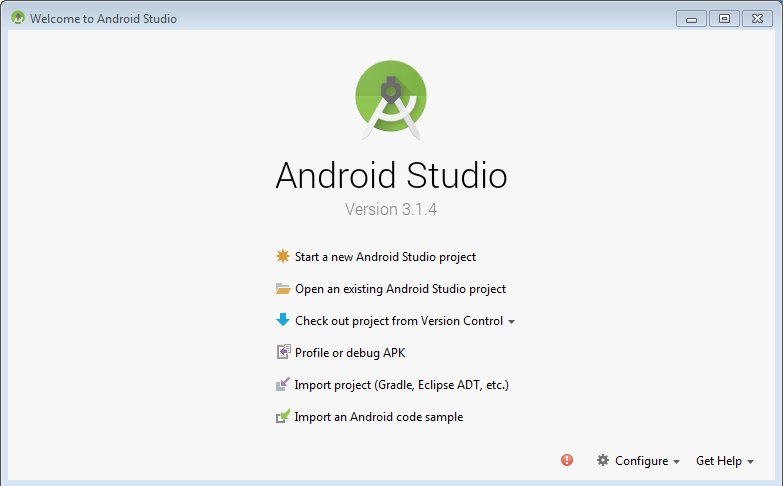 Welcome to Android Studio
Android Studio
Version 3.1.4
Start a new Android Studio project
Open an existing Android Studio project
Check out project from Version Control
Profile or debug APK
Import project (Gradle, Eclipse ADT, etc.)
Import an Android code sample
Configure Get Help